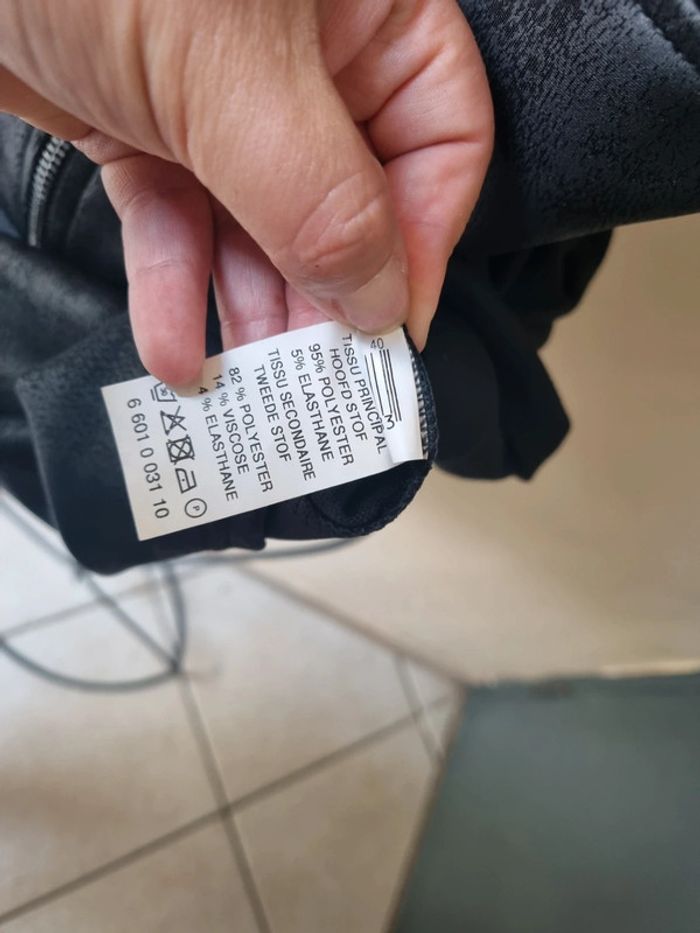 40
TISSU PRINCIPAL
HOOFD STOF
95% POLYESTER
5% ELASTHANE
TISSU SECONDAIRE
TWEEDE STOF
82 % POLYESTER
14 % VISCOSE
4 % ELASTHANE
P
6 601 0 031 10